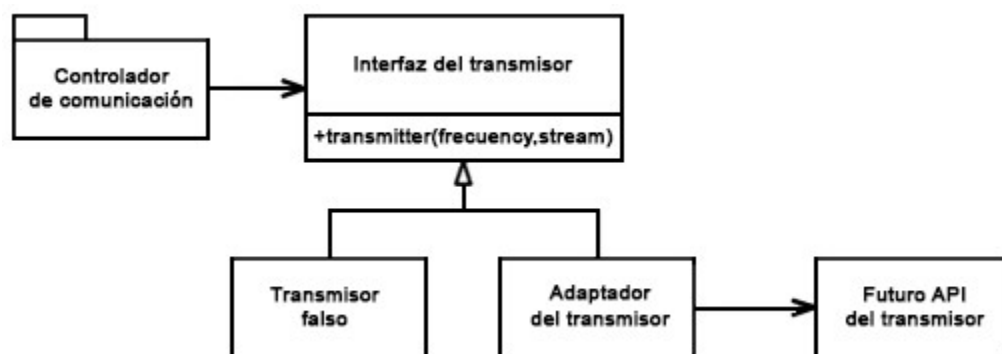 Controlador
de comunicación
Interfaz del transmisor
+transmitter(frecuency,stream)
Transmisor
falso
Adaptador
del transmisor
Futuro API
del transmisor